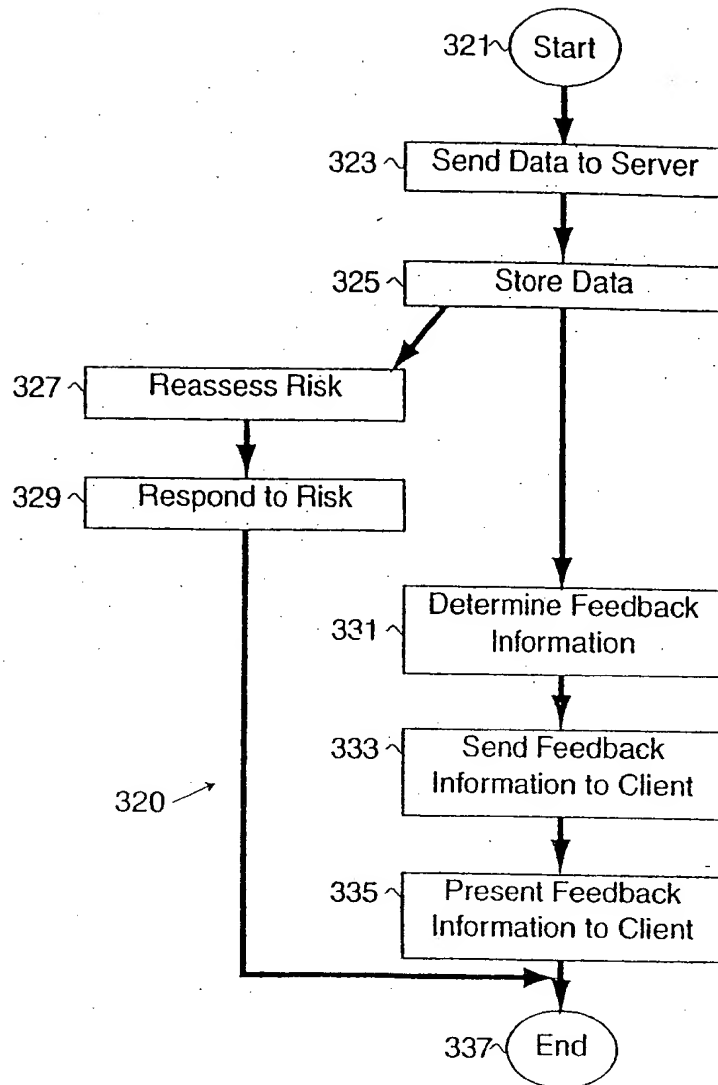 321 Start
323 Send Data to Server
325 Store Data
327 Reassess Risk
329 Respond to Risk
331 Determine Feedback
Information
333 Send Feedback
Information to Client
320
335 Present Feedback
Information to Client
337 End